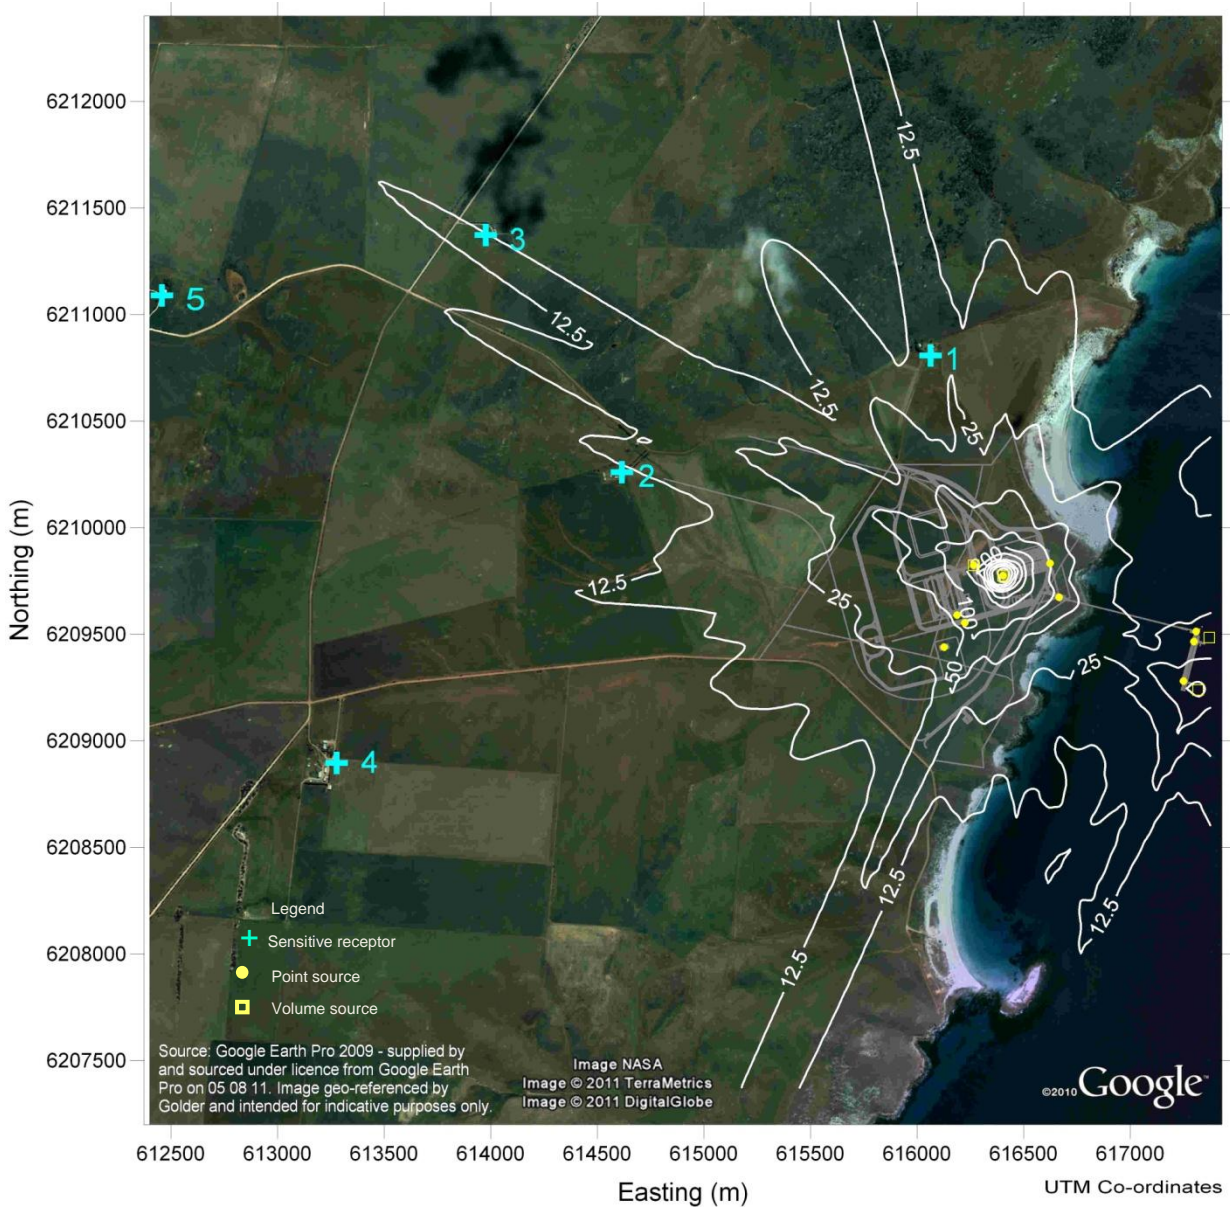 6212000
6211500
6211000
6210500
6210000
6209500
6209000
6208500
6208000
6207500
Northing (m)
12.5
3
5
12.5
1
12.5
25
2
100
12.5
25
100
50
25
4
12.5
12.5
12.5
Legend
Sensitive receptor
Point source
Volume source
Source: Google Earth Pro 2009 - supplied by
and sourced under licence from Google Earth
Pro on 05 08 11. Image geo-referenced by
Golder and intended for indicative purposes only.
Image NASA
Image © 2011 TerraMetrics
Image © 2011 DigitalGlobe
©2010 Google™
612500 613000 613500 614000 614500 615000 615500 616000 616500 617000
Easting (m)
UTM Co-ordinates